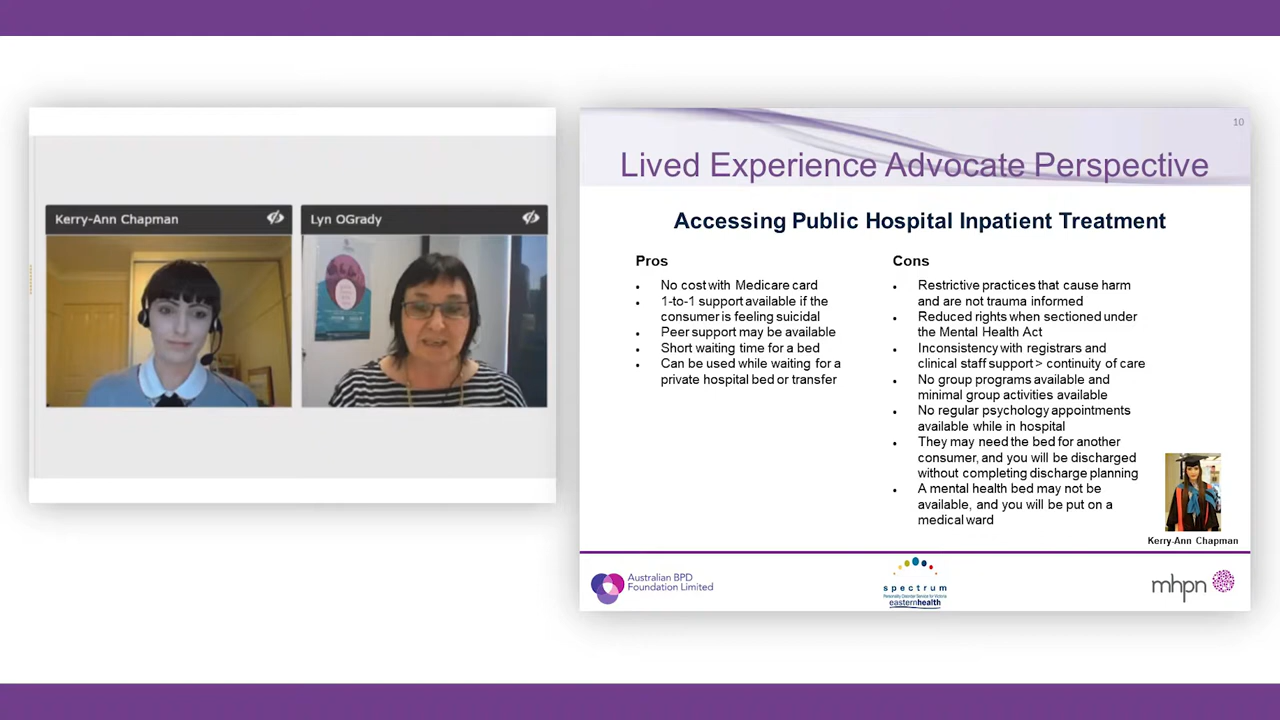 Kerry-Ann Chapman
Lyn OGrady
10
Lived Experience Advocate Perspective
Accessing Public Hospital Inpatient Treatment
Pros
• No cost with Medicare card
• 1-to-1 support available if the
consumer is feeling suicidal
• Peer support may be available
• Short waiting time for a bed
• Can be used while waiting for a
private hospital bed or transfer
Cons
• Restrictive practices that cause harm
and are not trauma informed
• Reduced rights when sectioned under
the Mental Health Act
• Inconsistency with registrars and
clinical staff support > continuity of care
• No group programs available and
minimal group activities available
• No regular psychology appointments
available while in hospital
• They may need the bed for another
consumer, and you will be discharged
without completing discharge planning
• A mental health bed may not be
available, and you will be put on a
medical ward
Kerry-Ann Chapman
Australian BPD
Foundation Limited
spectrum
Personality Disorder Service for Victoria
easternhealth
mhpn